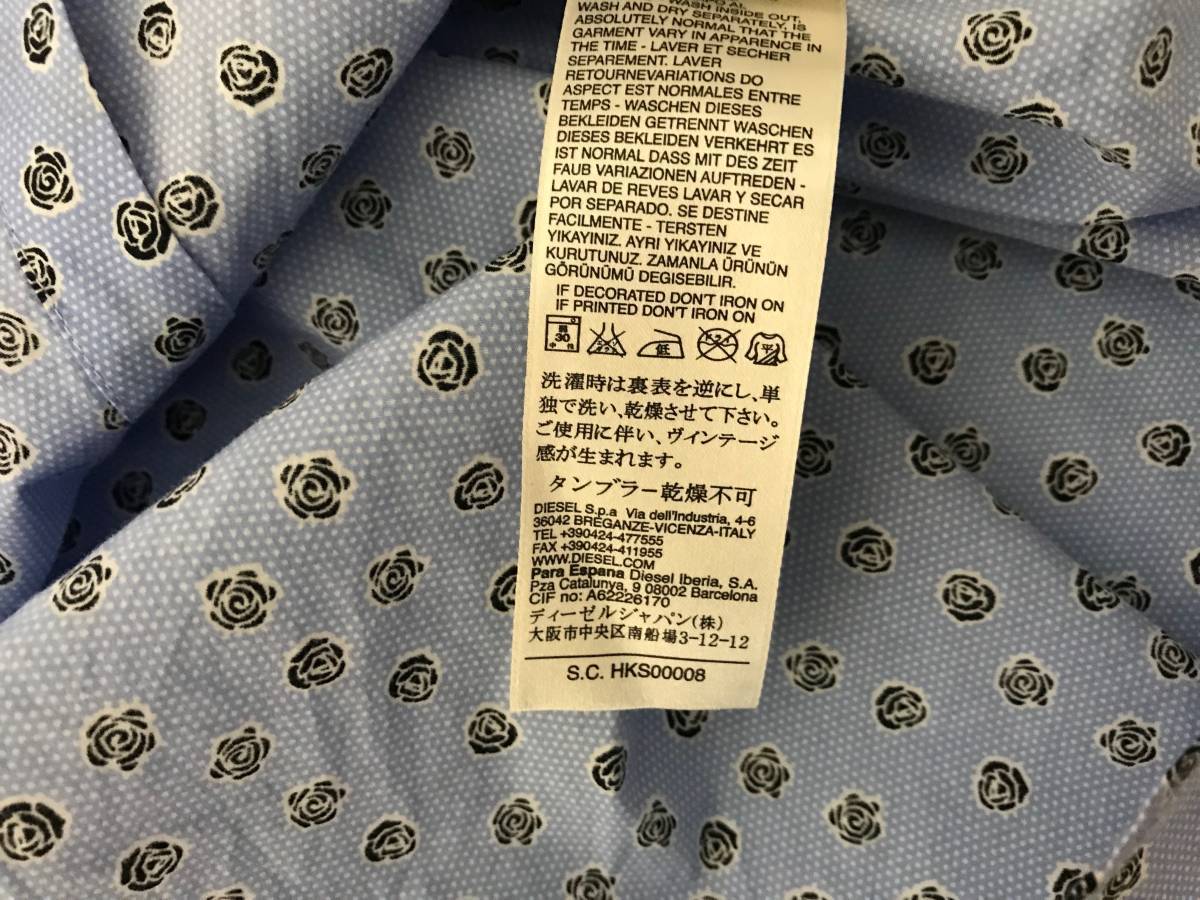 WASH INSIDE OUT,
WASH AND DRY SEPARATELY, IS
ABSOLUTELY NORMAL THAT THE
GARMENT VARY IN APPARENCE IN
THE TIME - LAVER ET SECHER
SEPAREMENT. LAVER
RETOURNEVARIATIONS DO
ASPECT EST NORMALES ENTRE
TEMPS - WASCHEN DIESES
BEKLEIDEN GETRENNT WASCHEN
DIESES BEKLEIDEN VERKEHRT ES
IST NORMAL DASS MIT DES ZEIT
FAUB VARIAZIONEN AUFTREDEN -
LAVAR DE REVES LAVAR Y SECAR
POR SEPARADO. SE DESTINE
FACILMENTE - TERSTEN
YIKAYINIZ. AYRI YIKAYINIZ VE
KURUTUNUZ. ZAMANLA ÜRÜNÜN
GÖRÜNÜMÜ DEGISEBILIR.
IF DECORATED DON'T IRON ON
IF PRINTED DON'T IRON ON
30 中性 低 平
洗濯時は裏表を逆にし、単
独で洗い、乾燥させて下さい。
ご使用に伴い、ヴィンテージ
感が生まれます。
タンブラー乾燥不可
DIESEL S.p.a Via dell'Industria, 4-6
36042 BREGANZE-VICENZA-ITALY
TEL +390424-477555
FAX +390424-411955
WWW.DIESEL.COM
Para Espana Diesel Iberia, S.A.
Pza Catalunya, 9 08002 Barcelona
CIF no: A62226170
ディーゼルジャパン(株)
大阪市中央区南船場3-12-12
S.C. HKS00008